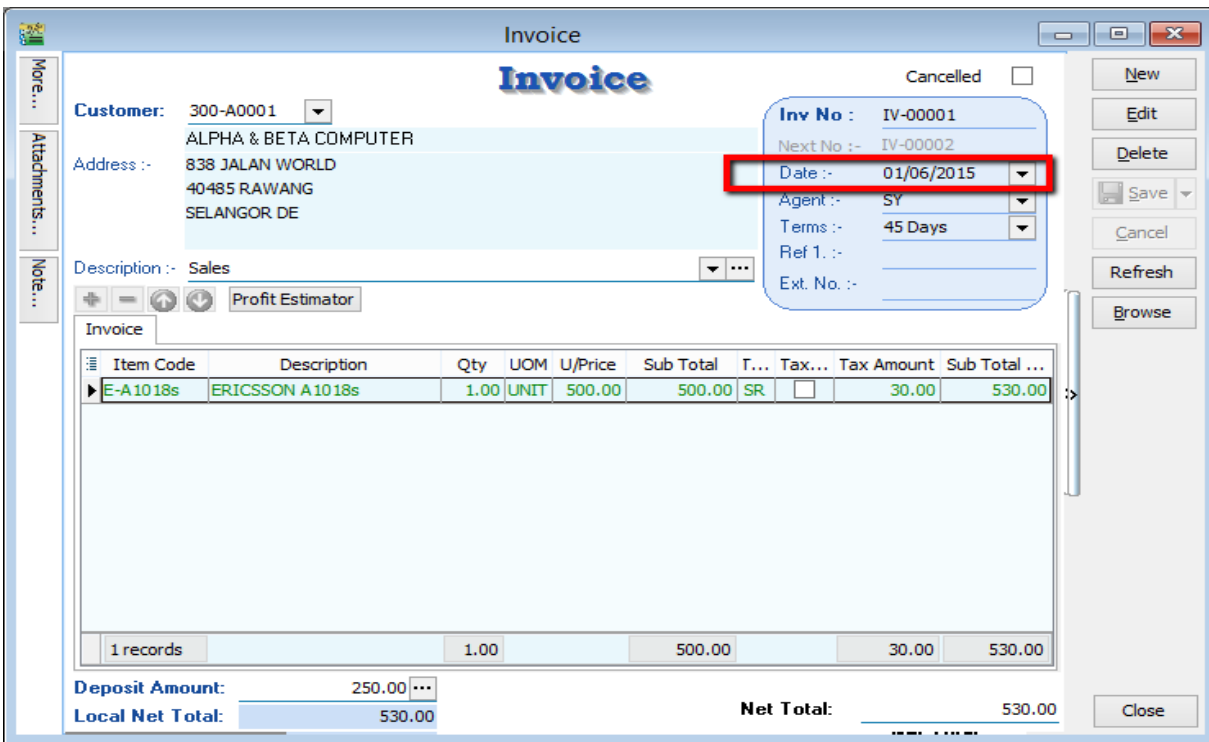 Invoice
Invoice
Cancelled
More...
Attachments...
Note...
Customer: 300-A0001
ALPHA & BETA COMPUTER
Address :- 838 JALAN WORLD
40485 RAWANG
SELANGOR DE
Inv No : IV-00001
Next No :- IV-00002
Date :- 01/06/2015
Agent :- SY
Terms :- 45 Days
Ref 1. :-
Ext. No. :-
Description :- Sales
Profit Estimator
Invoice
Item Code Description Qty UOM U/Price Sub Total T... Tax... Tax Amount Sub Total ...
E-A1018s ERICSSON A1018s 1.00 UNIT 500.00 500.00 SR 30.00 530.00
1 records 1.00 500.00 30.00 530.00
Deposit Amount: 250.00
Local Net Total: 530.00
Net Total: 530.00
New
Edit
Delete
Save
Cancel
Refresh
Browse
Close